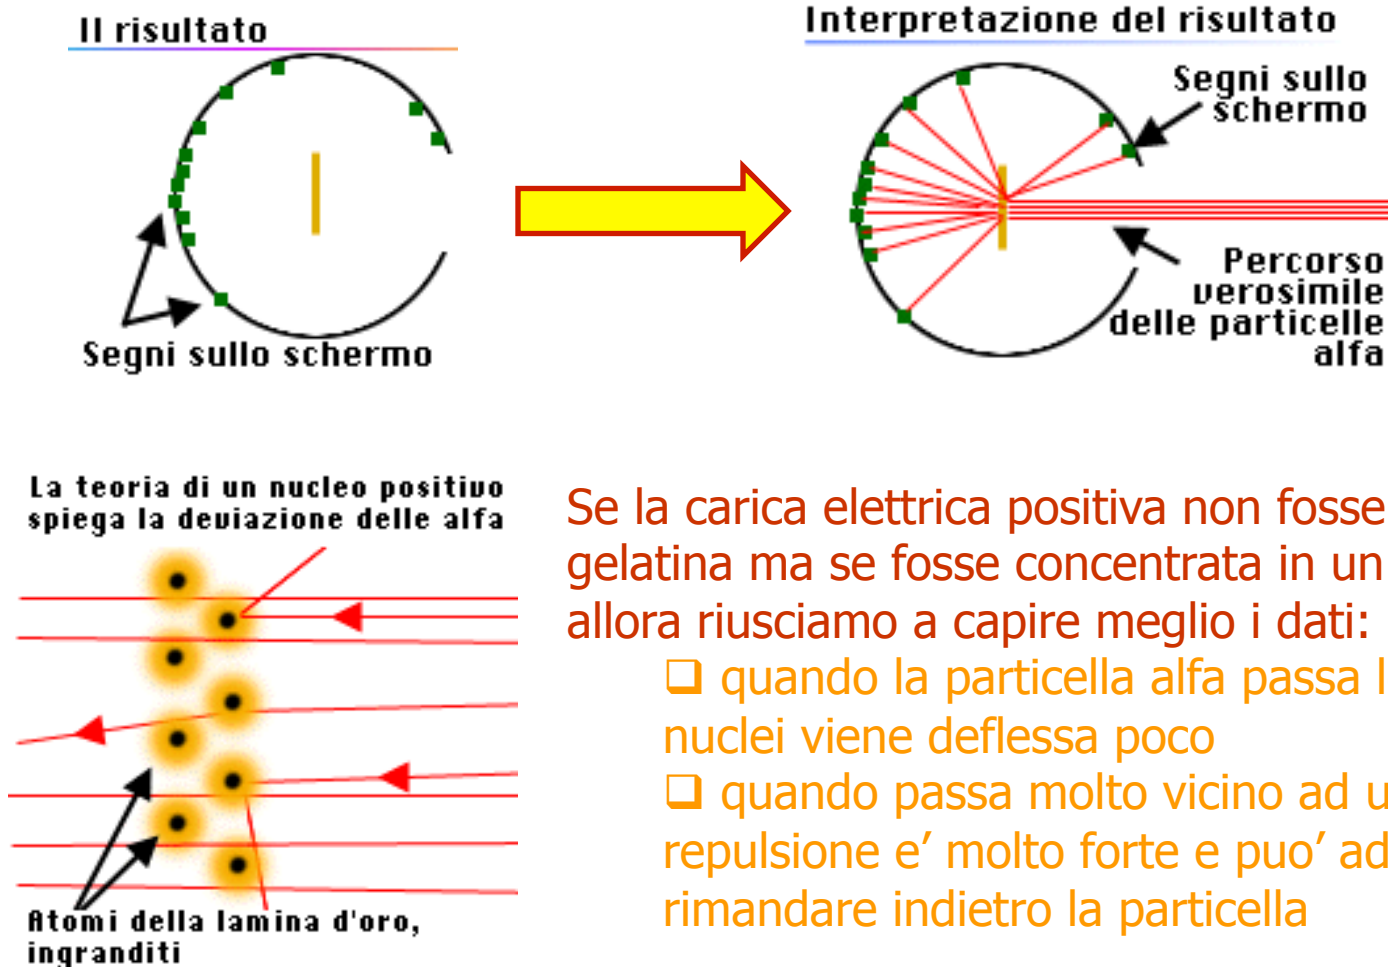 Il risultato
Segni sullo schermo
Interpretazione del risultato
Segni sullo
schermo
Percorso
verosimile
delle particelle
alfa
La teoria di un nucleo positivo
spiega la deviazione delle alfa
Atomi della lamina d'oro,
ingranditi
Se la carica elettrica positiva non fosse
gelatina ma se fosse concentrata in un
allora riusciamo a capire meglio i dati:
❑ quando la particella alfa passa
nuclei viene deflessa poco
❑ quando passa molto vicino ad
repulsione e’ molto forte e puo’
rimandare indietro la particella